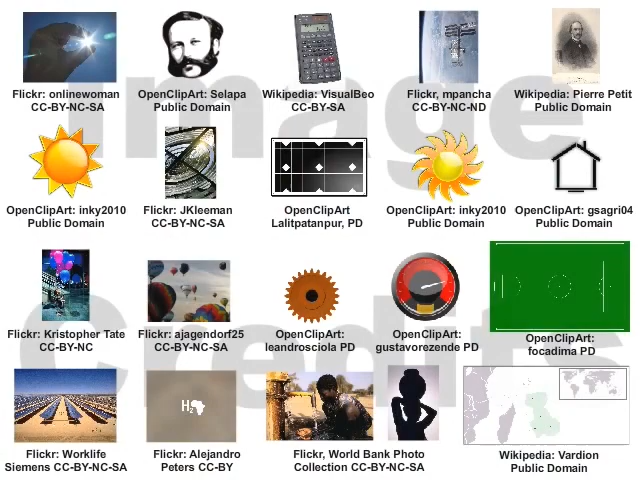 Image
Credits
Flickr: onlinewoman
CC-BY-NC-SA
OpenClipArt: Selapa
Public Domain
Wikipedia: VisualBeo
CC-BY-SA
Flickr, mpancha
CC-BY-NC-ND
Wikipedia: Pierre Petit
Public Domain
OpenClipArt: inky2010
Public Domain
Flickr: JKleeman
CC-BY-NC-SA
OpenClipArt
Lalitpatanpur, PD
OpenClipArt: inky2010
Public Domain
OpenClipArt: gsagri04
Public Domain
Flickr: Kristopher Tate
CC-BY-NC
Flickr: ajagendorf25
CC-BY-NC-SA
OpenClipArt:
leandrosciola PD
OpenClipArt:
gustavorezende PD
OpenClipArt:
focadima PD
H2
Flickr: Worklife
Siemens CC-BY-NC-SA
Flickr: Alejandro
Peters CC-BY
Flickr, World Bank Photo
Collection CC-BY-NC-SA
Wikipedia: Vardion
Public Domain